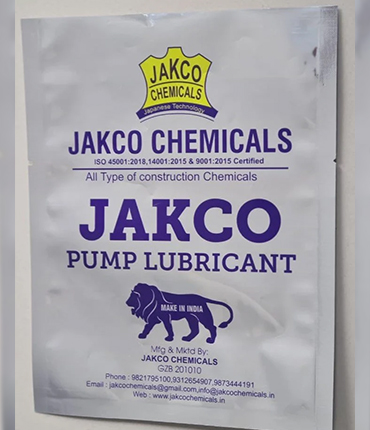 JAKCO
CHEMICALS
Japanese Technology
JAKCO CHEMICALS
ISO 45001:2018,14001:2015 & 9001:2015 Certified
All Type of construction Chemicals
JAKCO
PUMP LUBRICANT
MAKE IN INDIA
Mfg & Mktd By:
JAKCO CHEMICALS
GZB 201010
Phone : 9821795100,9312654907,9873444191
Email : jakcochemicals@gmail.com,info@jakcochemicals.in
Web : www.jakcochemicals.in